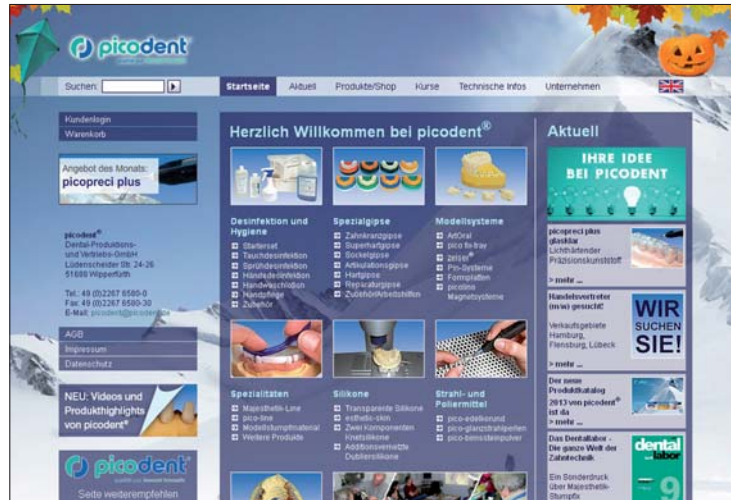 picodent®
Suchen:
Startseite Aktuell Produkte/Shop Kurse Technische Infos Unternehmen
Kundenlogin
Warenkorb
Angebot des Monats:
picopreci plus
picodent®
Dental-Produktions-
und Vertriebs-GmbH
Lüdenscheider Str. 24-26
51688 Wipperfürth
Tel.: 49 (0)2267 6580-0
Fax: 49 (0)2267 6580-30
E-Mail: picodent@picodent.de
AGB
Impressum
Datenschutz
NEU: Videos und
Produkthighlights
von picodent®
picodent®
Seite weiterempfehlen
Herzlich Willkommen bei picodent®
Desinfektion und
Hygiene
Starterset
Tauchdesinfektion
Sprühdesinfektion
Händedesinfektion
Handwaschlotion
Handpflege
Zubehör
Spezialgipse
Zahnkranzgipse
Superhartgipse
Sockelgipse
Artikulationsgipse
Hartgipse
Reparaturgipse
Zubehör/Arbeitshilfen
Modellsysteme
ArtOral
pico fix-tray
zeiser®
Pin-Systeme
Formplatten
picoline
Magnetsysteme
Spezialitäten
Majesthetik-Line
pico-line
Modellstumpfmaterial
Weitere Produkte
Silikone
Transparente Silikone
esthetic-skin
Zwei Komponenten
Knetsilikone
Additionsvernetzte
Dubliersilikone
Strahl- und
Poliermittel
pico-edelkorund
pico-glanzstrahlperlen
pico-bimssteinpulver
Aktuell
IHRE IDEE
BEI PICODENT
picopreci plus
glasklar
Lichthärtender
Präzisionskunststoff
> mehr ...
Handelsvertreter
(m/w) gesucht!
Verkaufsgebiete
Hamburg,
Flensburg, Lübeck
> mehr ...
WIR
SUCHEN
SIE!
Der neue
Produktkatalog
2013 von picodent®
ist da
> mehr ...
Das Dentallabor -
Die ganze Welt der
Zahntechnik
Ein Sonderdruck
über Majesthetik-
Stumpfix
dental
labor
9